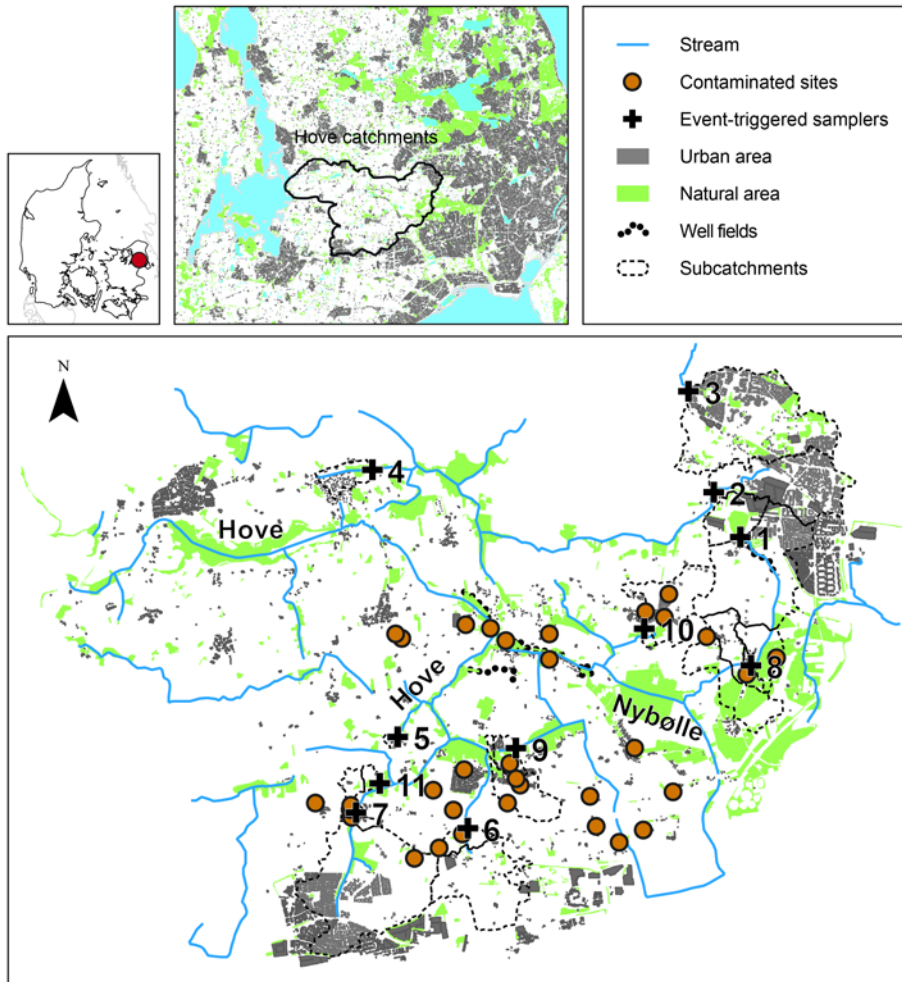 Hove catchments
Stream
Contaminated sites
Event-triggered samplers
Urban area
Natural area
Well fields
Subcatchments
N
3
4
2
Hove
1
10
8
Hove
Nybølle
5
9
11
7
6